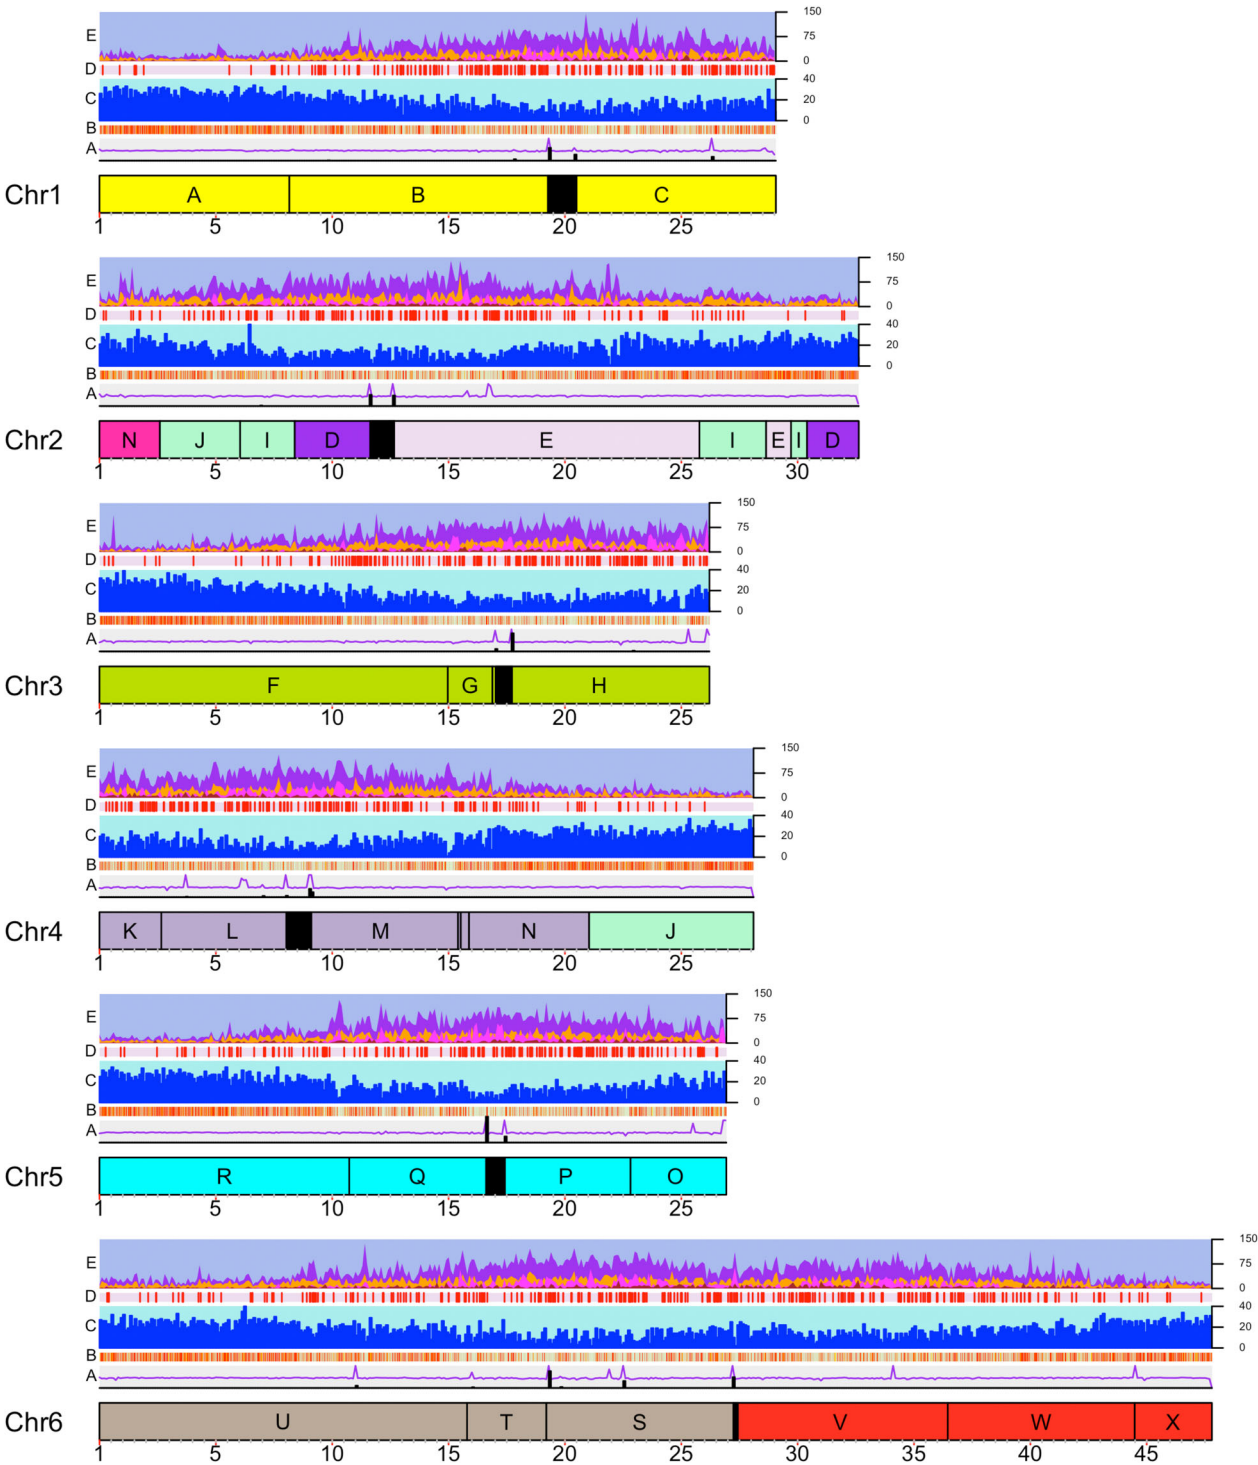 E 150
75
0
D
C 40
20
0
B
A
Chr1 A B C
1 5 10 15 20 25
E 150
75
0
D
C 40
20
0
B
A
Chr2 N J I D E I E I D
1 5 10 15 20 25 30
E 150
75
0
D
C 40
20
0
B
A
Chr3 F G H
1 5 10 15 20 25
E 150
75
0
D
C 40
20
0
B
A
Chr4 K L M N J
1 5 10 15 20 25
E 150
75
0
D
C 40
20
0
B
A
Chr5 R Q P O
1 5 10 15 20 25
E 150
75
0
D
C 40
20
0
B
A
Chr6 U T S V W X
1 5 10 15 20 25 30 35 40 45